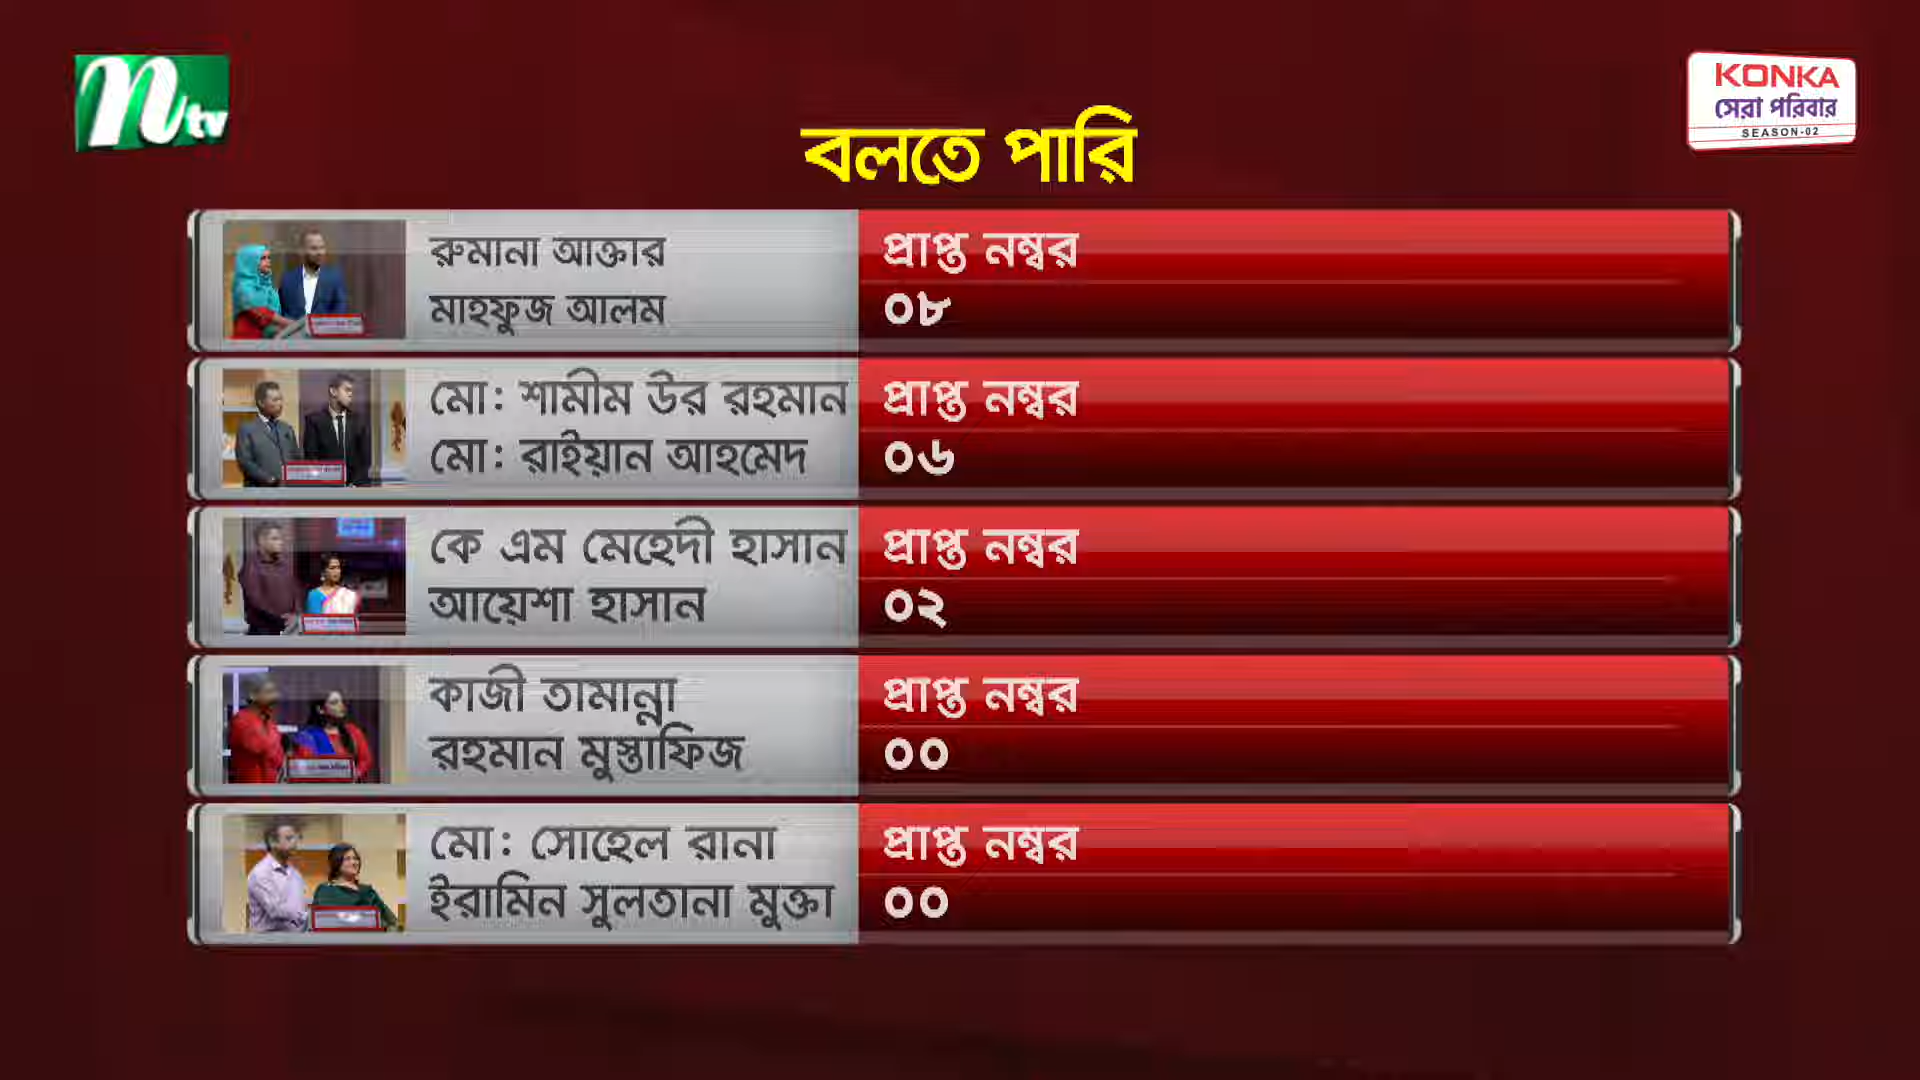 ntv
KONKA
সেরা পরিবার
SEASON-02
বলতে পারি
রুমানা আক্তার
মাহফুজ আলম
প্রাপ্ত নম্বর
০৮
মো: শামীম উর রহমান
মো: রাইয়ান আহমেদ
প্রাপ্ত নম্বর
০৬
কে এম মেহেদী হাসান
আয়েশা হাসান
প্রাপ্ত নম্বর
০২
কাজী তামান্না
রহমান মুস্তাফিজ
প্রাপ্ত নম্বর
০০
মো: সোহেল রানা
ইরামিন সুলতানা মুক্তা
প্রাপ্ত নম্বর
০০